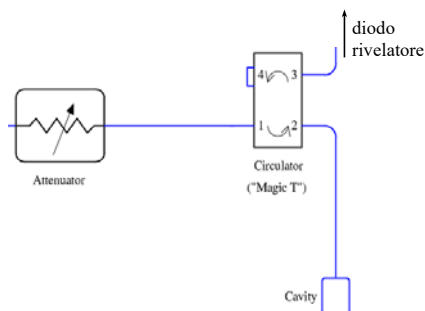 diodo
rivelatore
4 3
1 2
Circulator
("Magic T")
Attenuator
Cavity